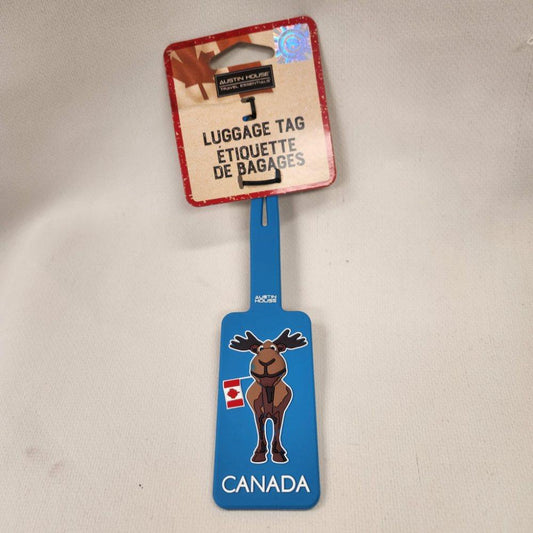 AUSTIN HOUSE
TRAVEL ESSENTIALS
LUGGAGE TAG
ÉTIQUETTE
DE BAGAGES
AUSTIN
HOUSE
CANADA